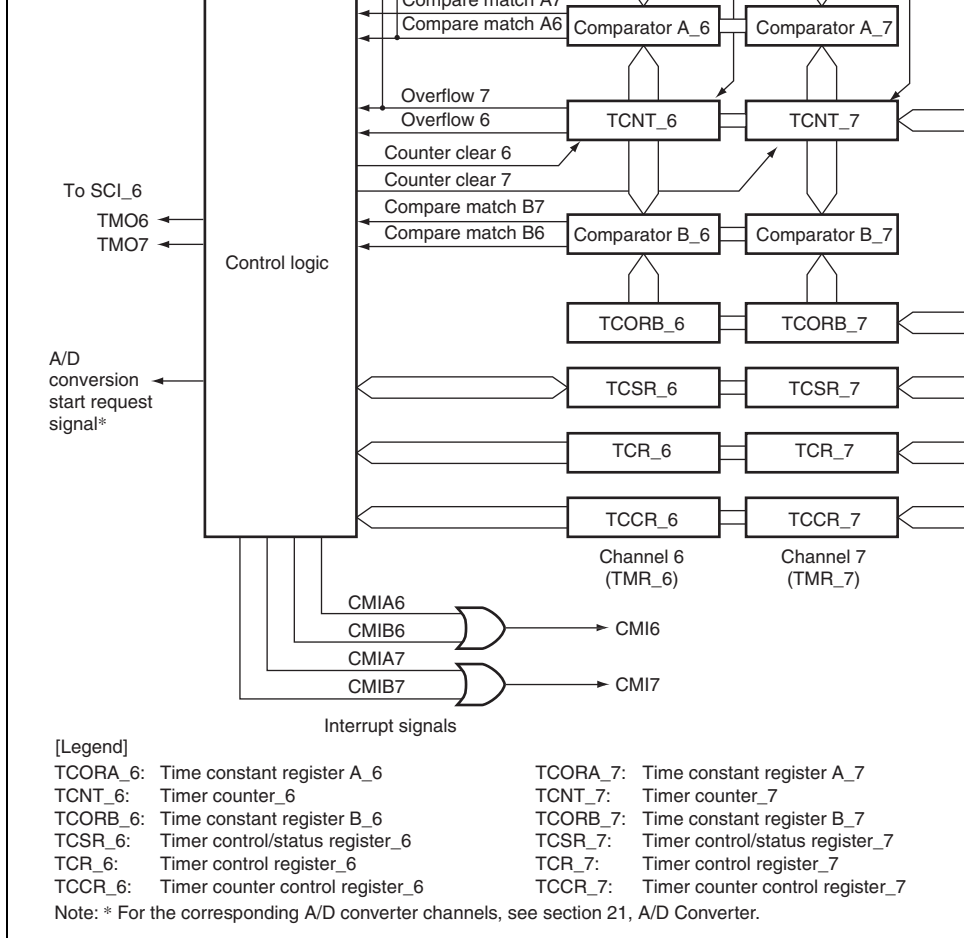 Compare match A7
Compare match A6
Comparator A_6
Comparator A_7
Overflow 7
Overflow 6
TCNT_6
TCNT_7
Counter clear 6
Counter clear 7
To SCI_6
TMO6
TMO7
Compare match B7
Compare match B6
Comparator B_6
Comparator B_7
Control logic
TCORB_6
TCORB_7
A/D
conversion
start request
signal*
TCSR_6
TCSR_7
TCR_6
TCR_7
TCCR_6
TCCR_7
Channel 6
(TMR_6)
Channel 7
(TMR_7)
CMIA6
CMIB6
CMI6
CMIA7
CMIB7
CMI7
Interrupt signals
[Legend]
TCORA_6: Time constant register A_6
TCNT_6: Timer counter_6
TCORB_6: Time constant register B_6
TCSR_6: Timer control/status register_6
TCR_6: Timer control register_6
TCCR_6: Timer counter control register_6
TCORA_7: Time constant register A_7
TCNT_7: Timer counter_7
TCORB_7: Time constant register B_7
TCSR_7: Timer control/status register_7
TCR_7: Timer control register_7
TCCR_7: Timer counter control register_7
Note: * For the corresponding A/D converter channels, see section 21, A/D Converter.